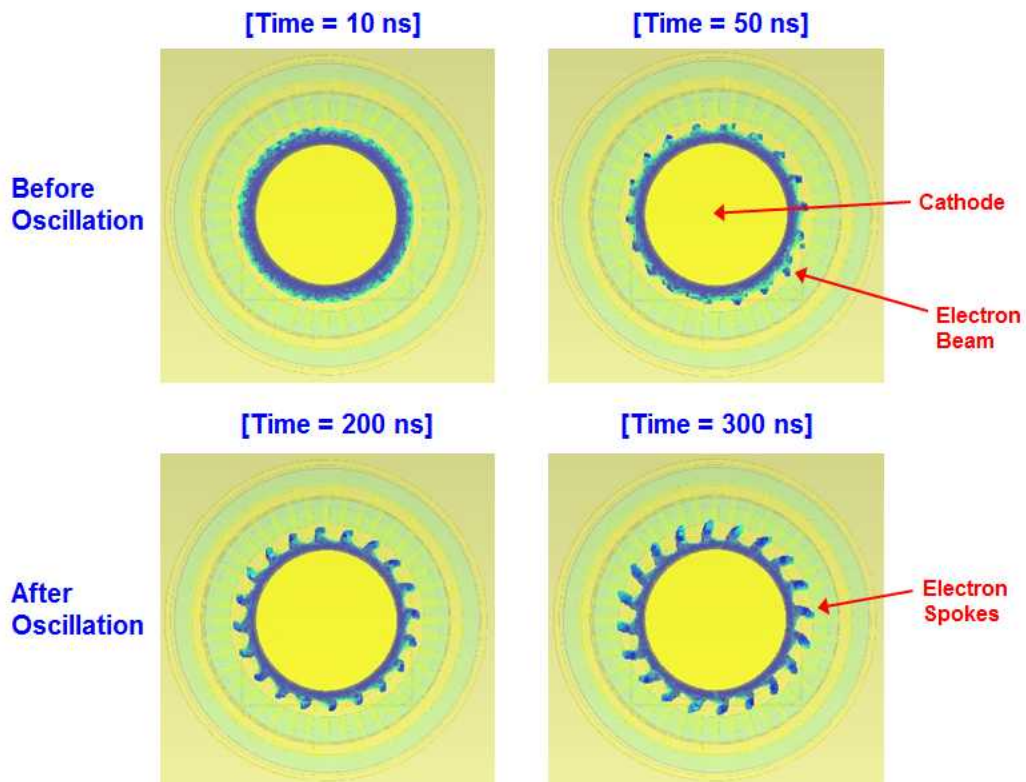 [Time = 10 ns]
[Time = 50 ns]
Before
Oscillation
Cathode
Electron
Beam
[Time = 200 ns]
[Time = 300 ns]
After
Oscillation
Electron
Spokes